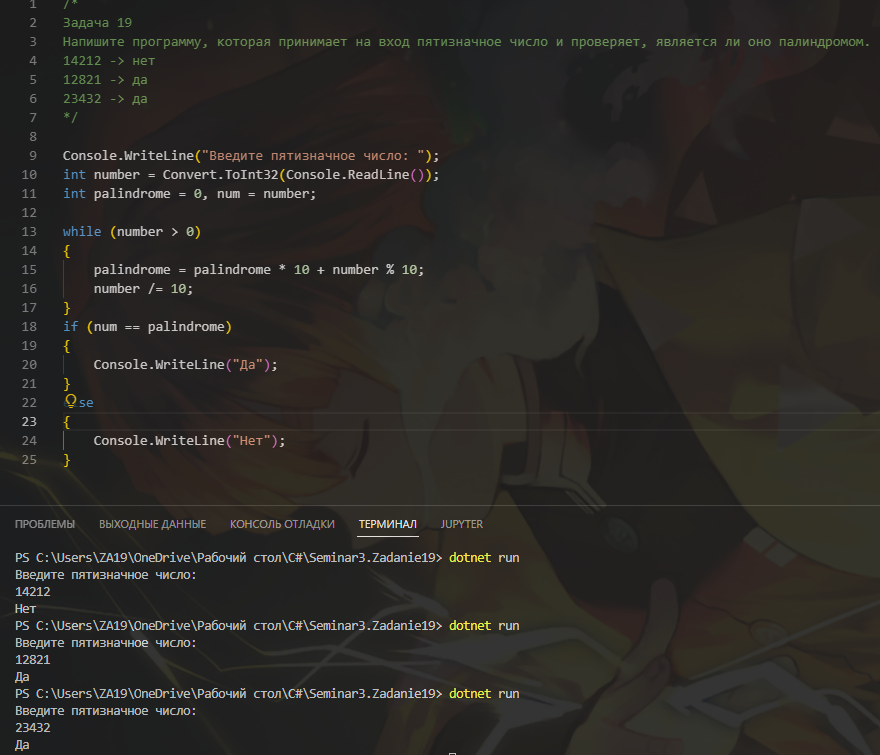 1 /*
2 Задача 19
3 Напишите программу, которая принимает на вход пятизначное число и проверяет, является ли оно палиндромом.
4 14212 -> нет
5 12821 -> да
6 23432 -> да
7 */
8
9 Console.WriteLine("Введите пятизначное число: ");
10 int number = Convert.ToInt32(Console.ReadLine());
11 int palindrome = 0, num = number;
12
13 while (number > 0)
14 {
15     palindrome = palindrome * 10 + number % 10;
16     number /= 10;
17 }
18 if (num == palindrome)
19 {
20     Console.WriteLine("Да");
21 }
22 se
23 {
24     Console.WriteLine("Нет");
25 }
ПРОБЛЕМЫ ВЫХОДНЫЕ ДАННЫЕ КОНСОЛЬ ОТЛАДКИ ТЕРМИНАЛ JUPYTER
PS C:\Users\ZA19\OneDrive\Рабочий стол\C#\Seminar3.Zadanie19> dotnet run
Введите пятизначное число:
14212
Нет
PS C:\Users\ZA19\OneDrive\Рабочий стол\C#\Seminar3.Zadanie19> dotnet run
Введите пятизначное число:
12821
Да
PS C:\Users\ZA19\OneDrive\Рабочий стол\C#\Seminar3.Zadanie19> dotnet run
Введите пятизначное число:
23432
Да